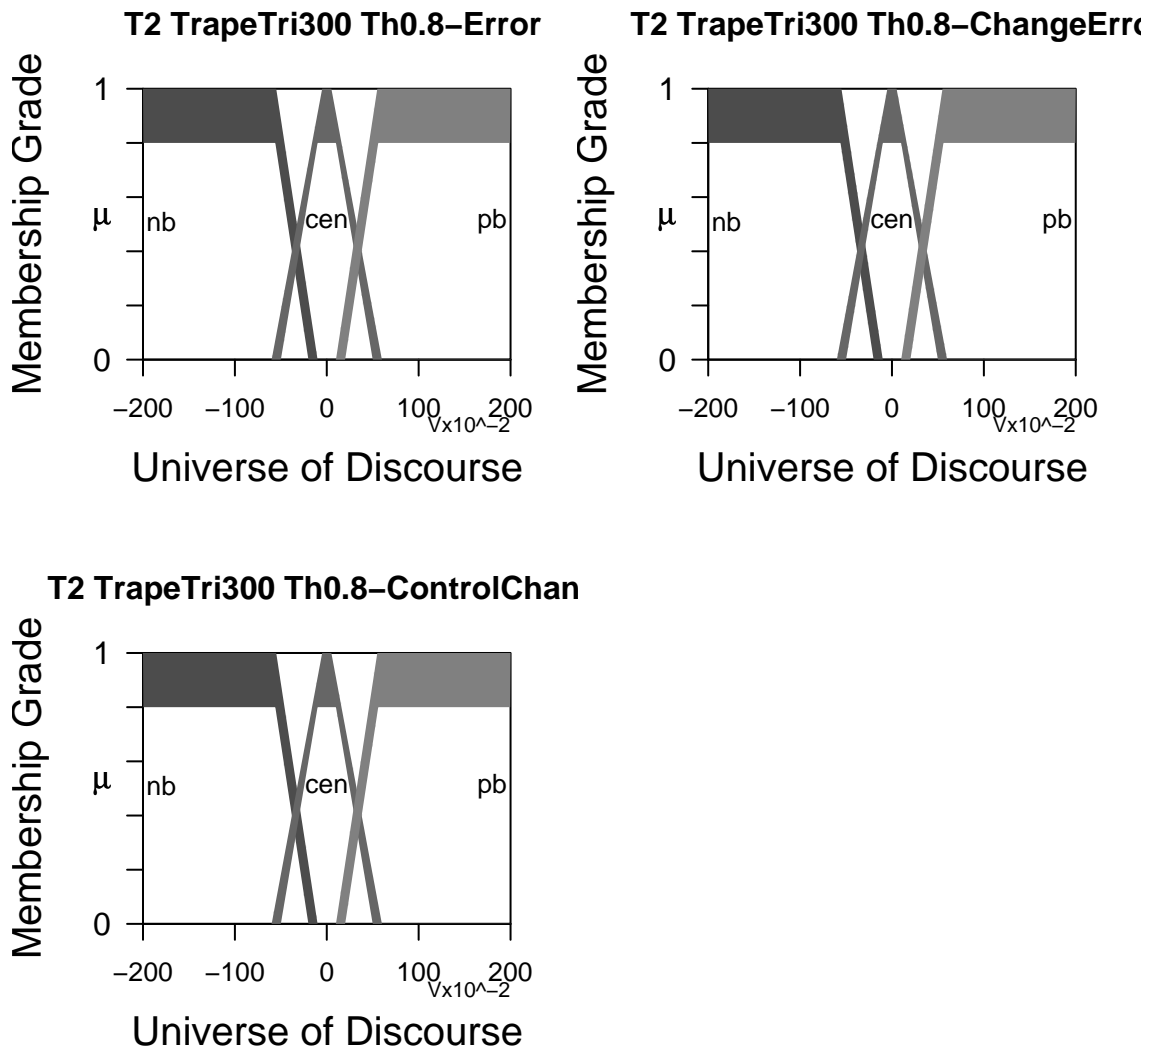 T2 TrapeTri300 Th0.8−Error
Membership Grade
μ
1
0
nb
cen
pb
−200 −100 0 100 200
Vx10^−2
Universe of Discourse
T2 TrapeTri300 Th0.8−ChangeErro
Membership Grade
μ
1
0
nb
cen
pb
−200 −100 0 100 200
Vx10^−2
Universe of Discourse
T2 TrapeTri300 Th0.8−ControlChan
Membership Grade
μ
1
0
nb
cen
pb
−200 −100 0 100 200
Vx10^−2
Universe of Discourse